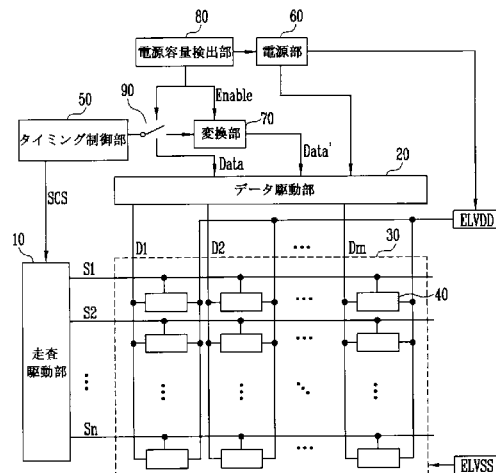 80
60
電源容量検出部
電源部
50
90
Enable
70
タイミング制御部
変換部
Data
Data'
20
SCS
データ駆動部
D1
D2
...
Dm
ELVDD
10
30
S1
40
S2
走査
駆動部
Sn
ELVSS